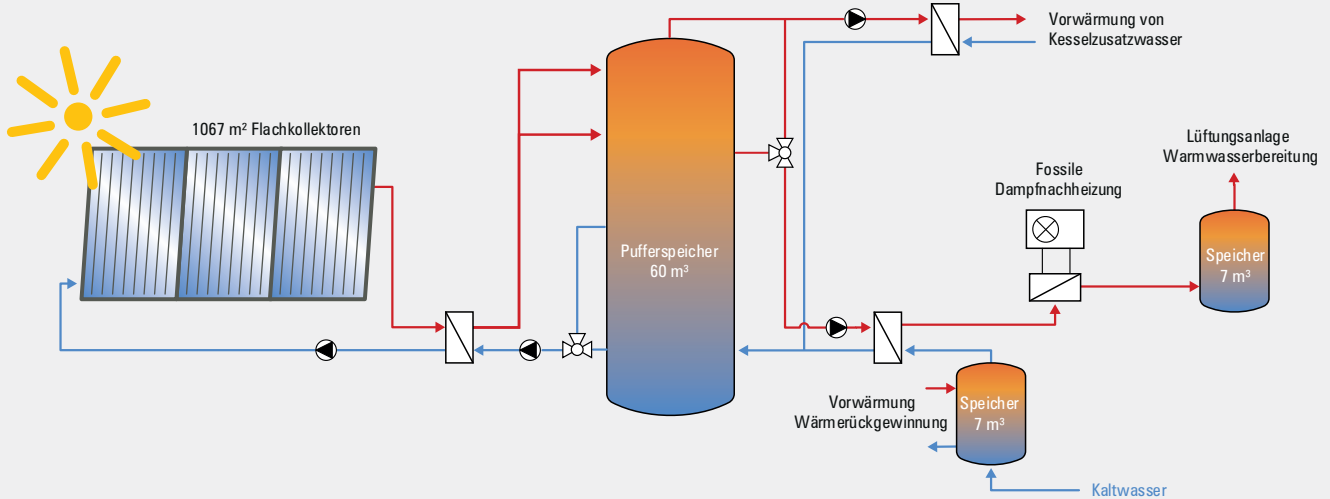 Vorwärmung von
Kesselzusatzwasser
1067 m² Flachkollektoren
Lüftungsanlage
Warmwasserbereitung
Fossile
Dampfnachheizung
Pufferspeicher
60 m³
Speicher
7 m³
Vorwärmung
Wärmerückgewinnung
Speicher
7 m³
Kaltwasser